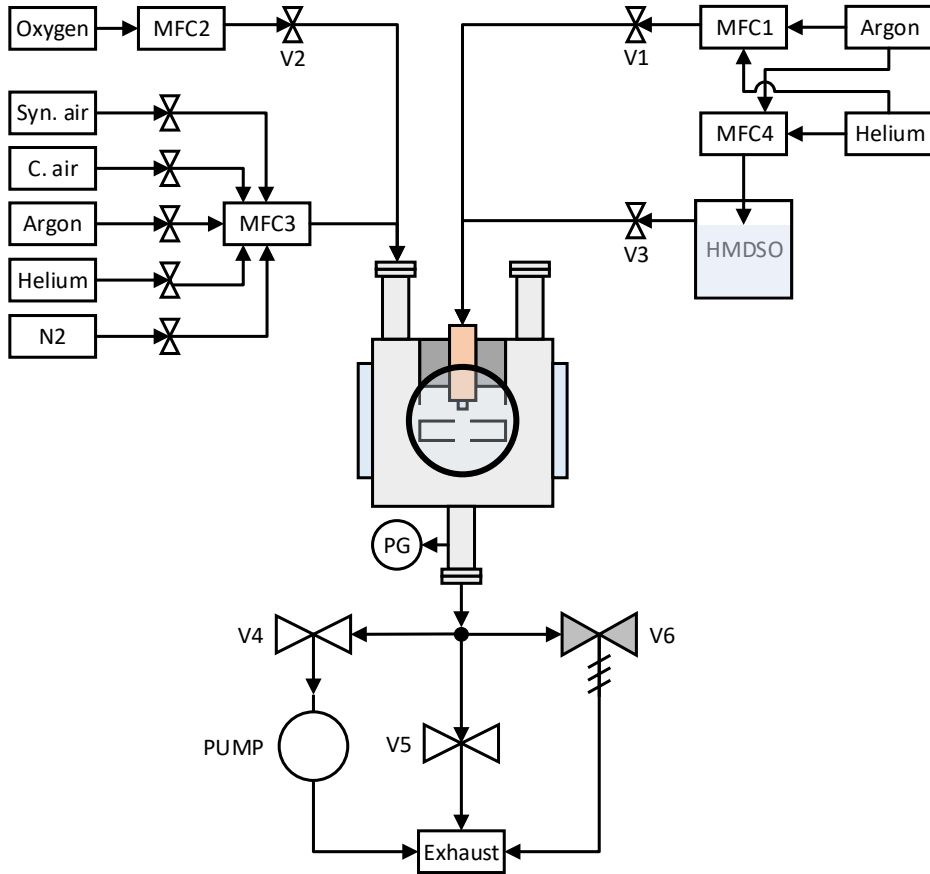 Oxygen
MFC2
V2
V1
MFC1
Argon
Syn. air
MFC4
Helium
C. air
Argon
MFC3
V3
HMDSO
Helium
N2
PG
V4
V6
PUMP
V5
Exhaust